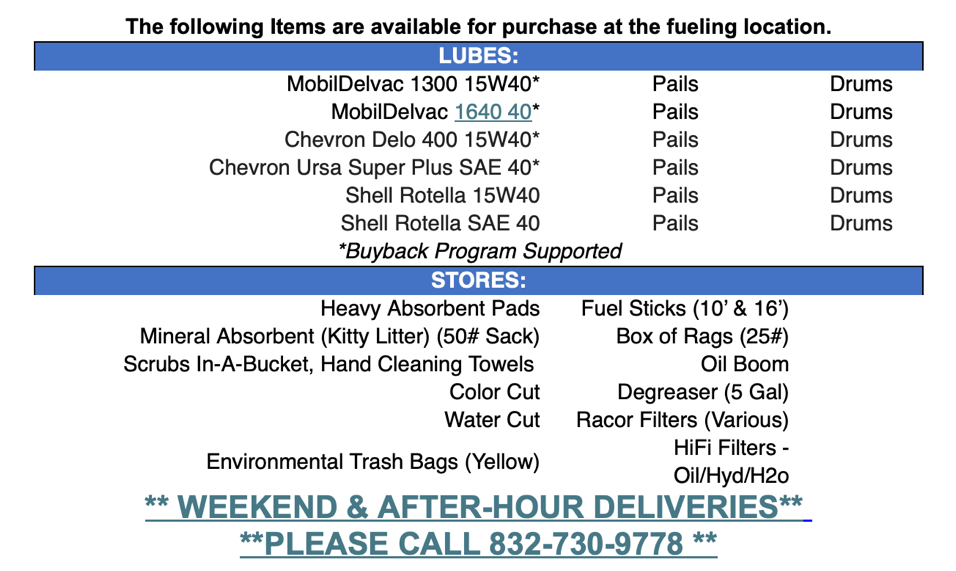 The following Items are available for purchase at the fueling location.
LUBES:
MobilDelvac 1300 15W40* Pails Drums
MobilDelvac 1640 40* Pails Drums
Chevron Delo 400 15W40* Pails Drums
Chevron Ursa Super Plus SAE 40* Pails Drums
Shell Rotella 15W40 Pails Drums
Shell Rotella SAE 40 Pails Drums
*Buyback Program Supported
STORES:
Heavy Absorbent Pads Fuel Sticks (10’ & 16’)
Mineral Absorbent (Kitty Litter) (50# Sack) Box of Rags (25#)
Scrubs In-A-Bucket, Hand Cleaning Towels Oil Boom
Color Cut Degreaser (5 Gal)
Water Cut Racor Filters (Various)
Environmental Trash Bags (Yellow) HiFi Filters -
Oil/Hyd/H2o
** WEEKEND & AFTER-HOUR DELIVERIES**
**PLEASE CALL 832-730-9778 **